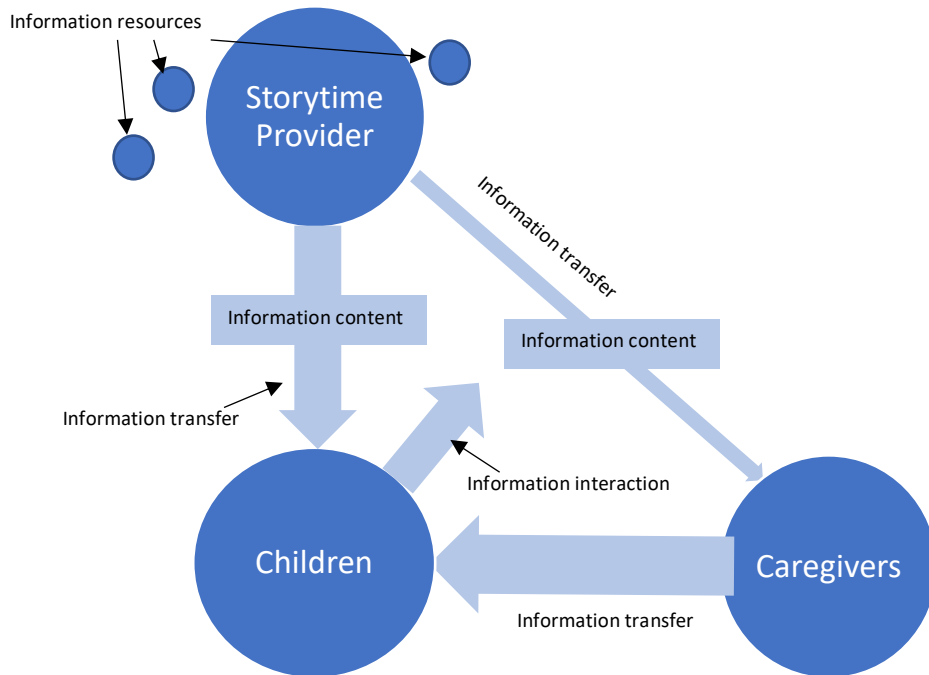 Information resources
Storytime
Provider
Information transfer
Information content
Information content
Information transfer
Information interaction
Children
Caregivers
Information transfer